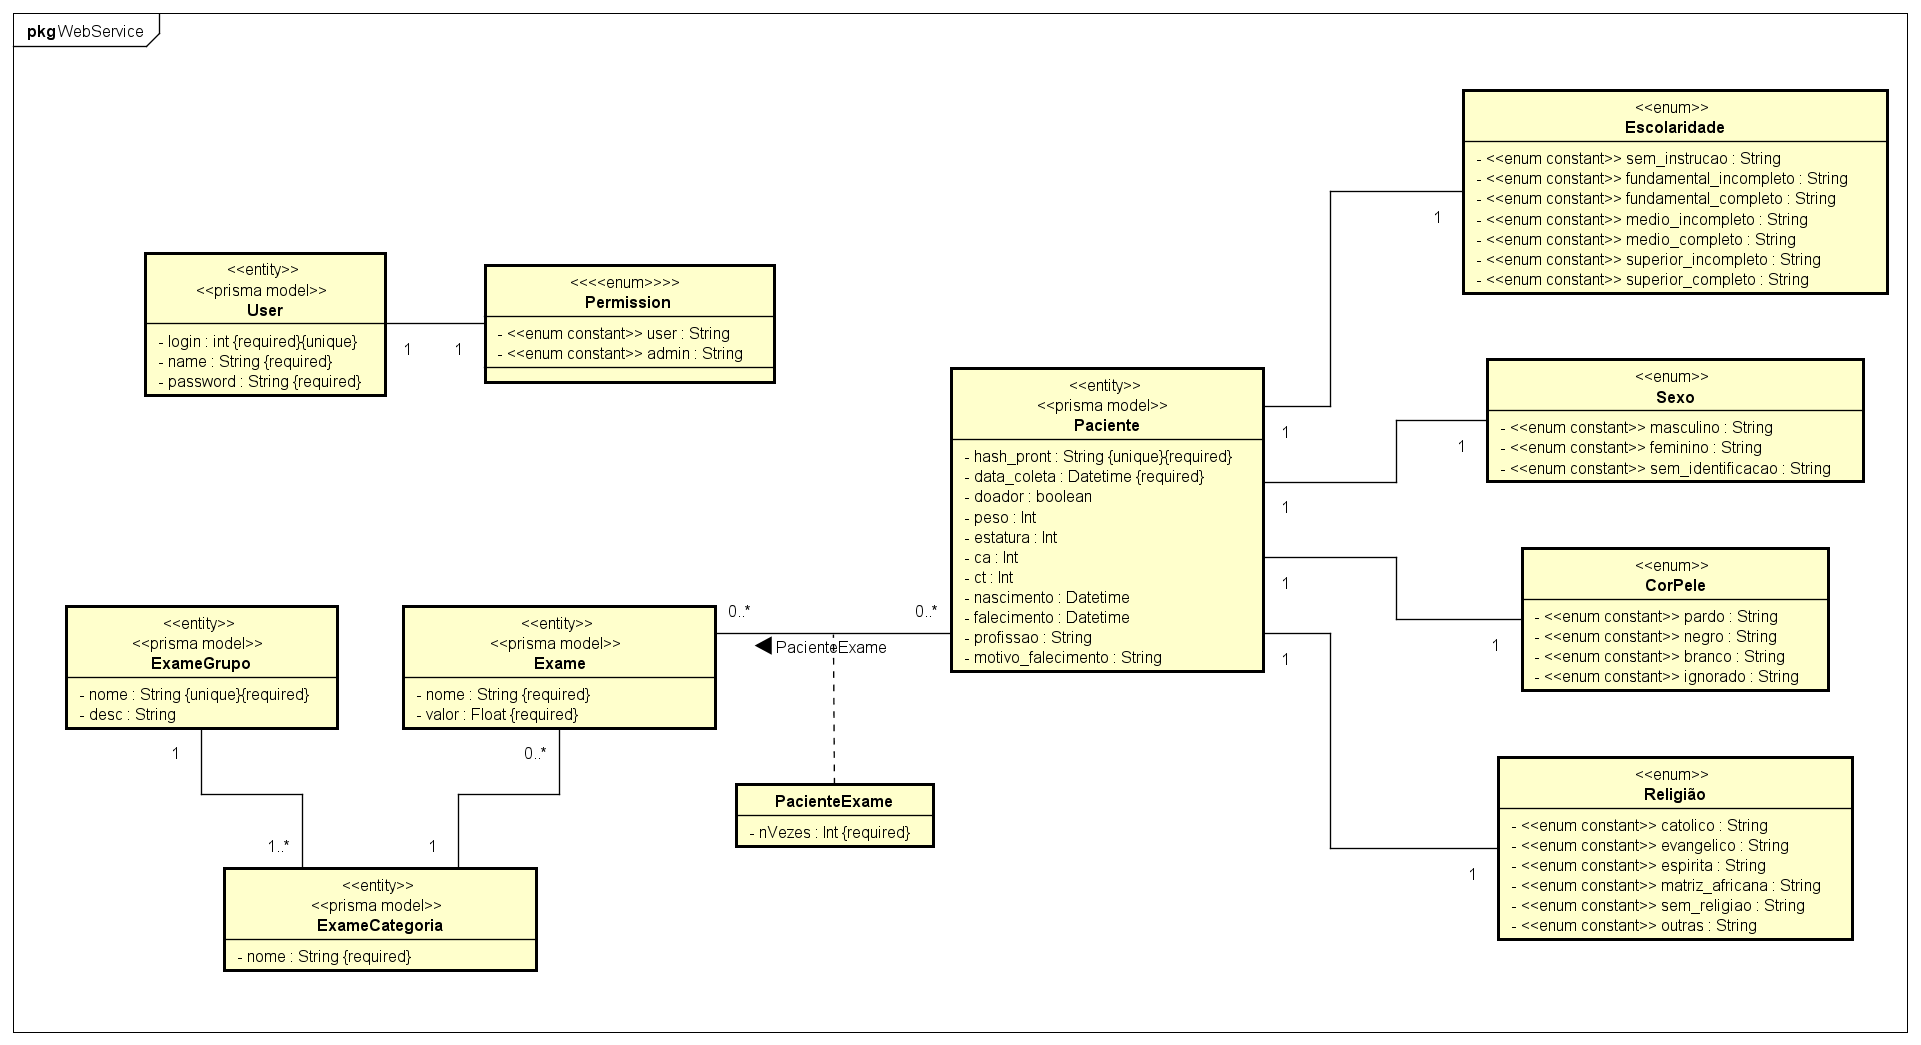 pkg WebService
<<enum>>
Escolaridade
- <<enum constant>> sem_instrucao : String
- <<enum constant>> fundamental_incompleto : String
- <<enum constant>> fundamental_completo : String
- <<enum constant>> medio_incompleto : String
- <<enum constant>> medio_completo : String
- <<enum constant>> superior_incompleto : String
- <<enum constant>> superior_completo : String
1
<<entity>>
<<prisma model>>
User
- login : int {required}{unique}
- name : String {required}
- password : String {required}
1
1
<<<<enum>>>>
Permission
- <<enum constant>> user : String
- <<enum constant>> admin : String
<<entity>>
<<prisma model>>
Paciente
- hash_pront : String {unique}{required}
- data_coleta : Datetime {required}
- doador : boolean
- peso : Int
- estatura : Int
- ca : Int
- ct : Int
- nascimento : Datetime
- falecimento : Datetime
- profissao : String
- motivo_falecimento : String
1
1
1
1
<<enum>>
Sexo
- <<enum constant>> masculino : String
- <<enum constant>> feminino : String
- <<enum constant>> sem_identificacao : String
1
<<enum>>
CorPele
- <<enum constant>> pardo : String
- <<enum constant>> negro : String
- <<enum constant>> branco : String
- <<enum constant>> ignorado : String
1
<<entity>>
<<prisma model>>
ExameGrupo
- nome : String {unique}{required}
- desc : String
1
<<entity>>
<<prisma model>>
Exame
- nome : String {required}
- valor : Float {required}
0..*
0..*
0..*
PacienteExame
PacienteExame
- nVezes : Int {required}
<<enum>>
Religião
- <<enum constant>> catolico : String
- <<enum constant>> evangelico : String
- <<enum constant>> espirita : String
- <<enum constant>> matriz_africana : String
- <<enum constant>> sem_religiao : String
- <<enum constant>> outras : String
1
1..*
1
<<entity>>
<<prisma model>>
ExameCategoria
- nome : String {required}